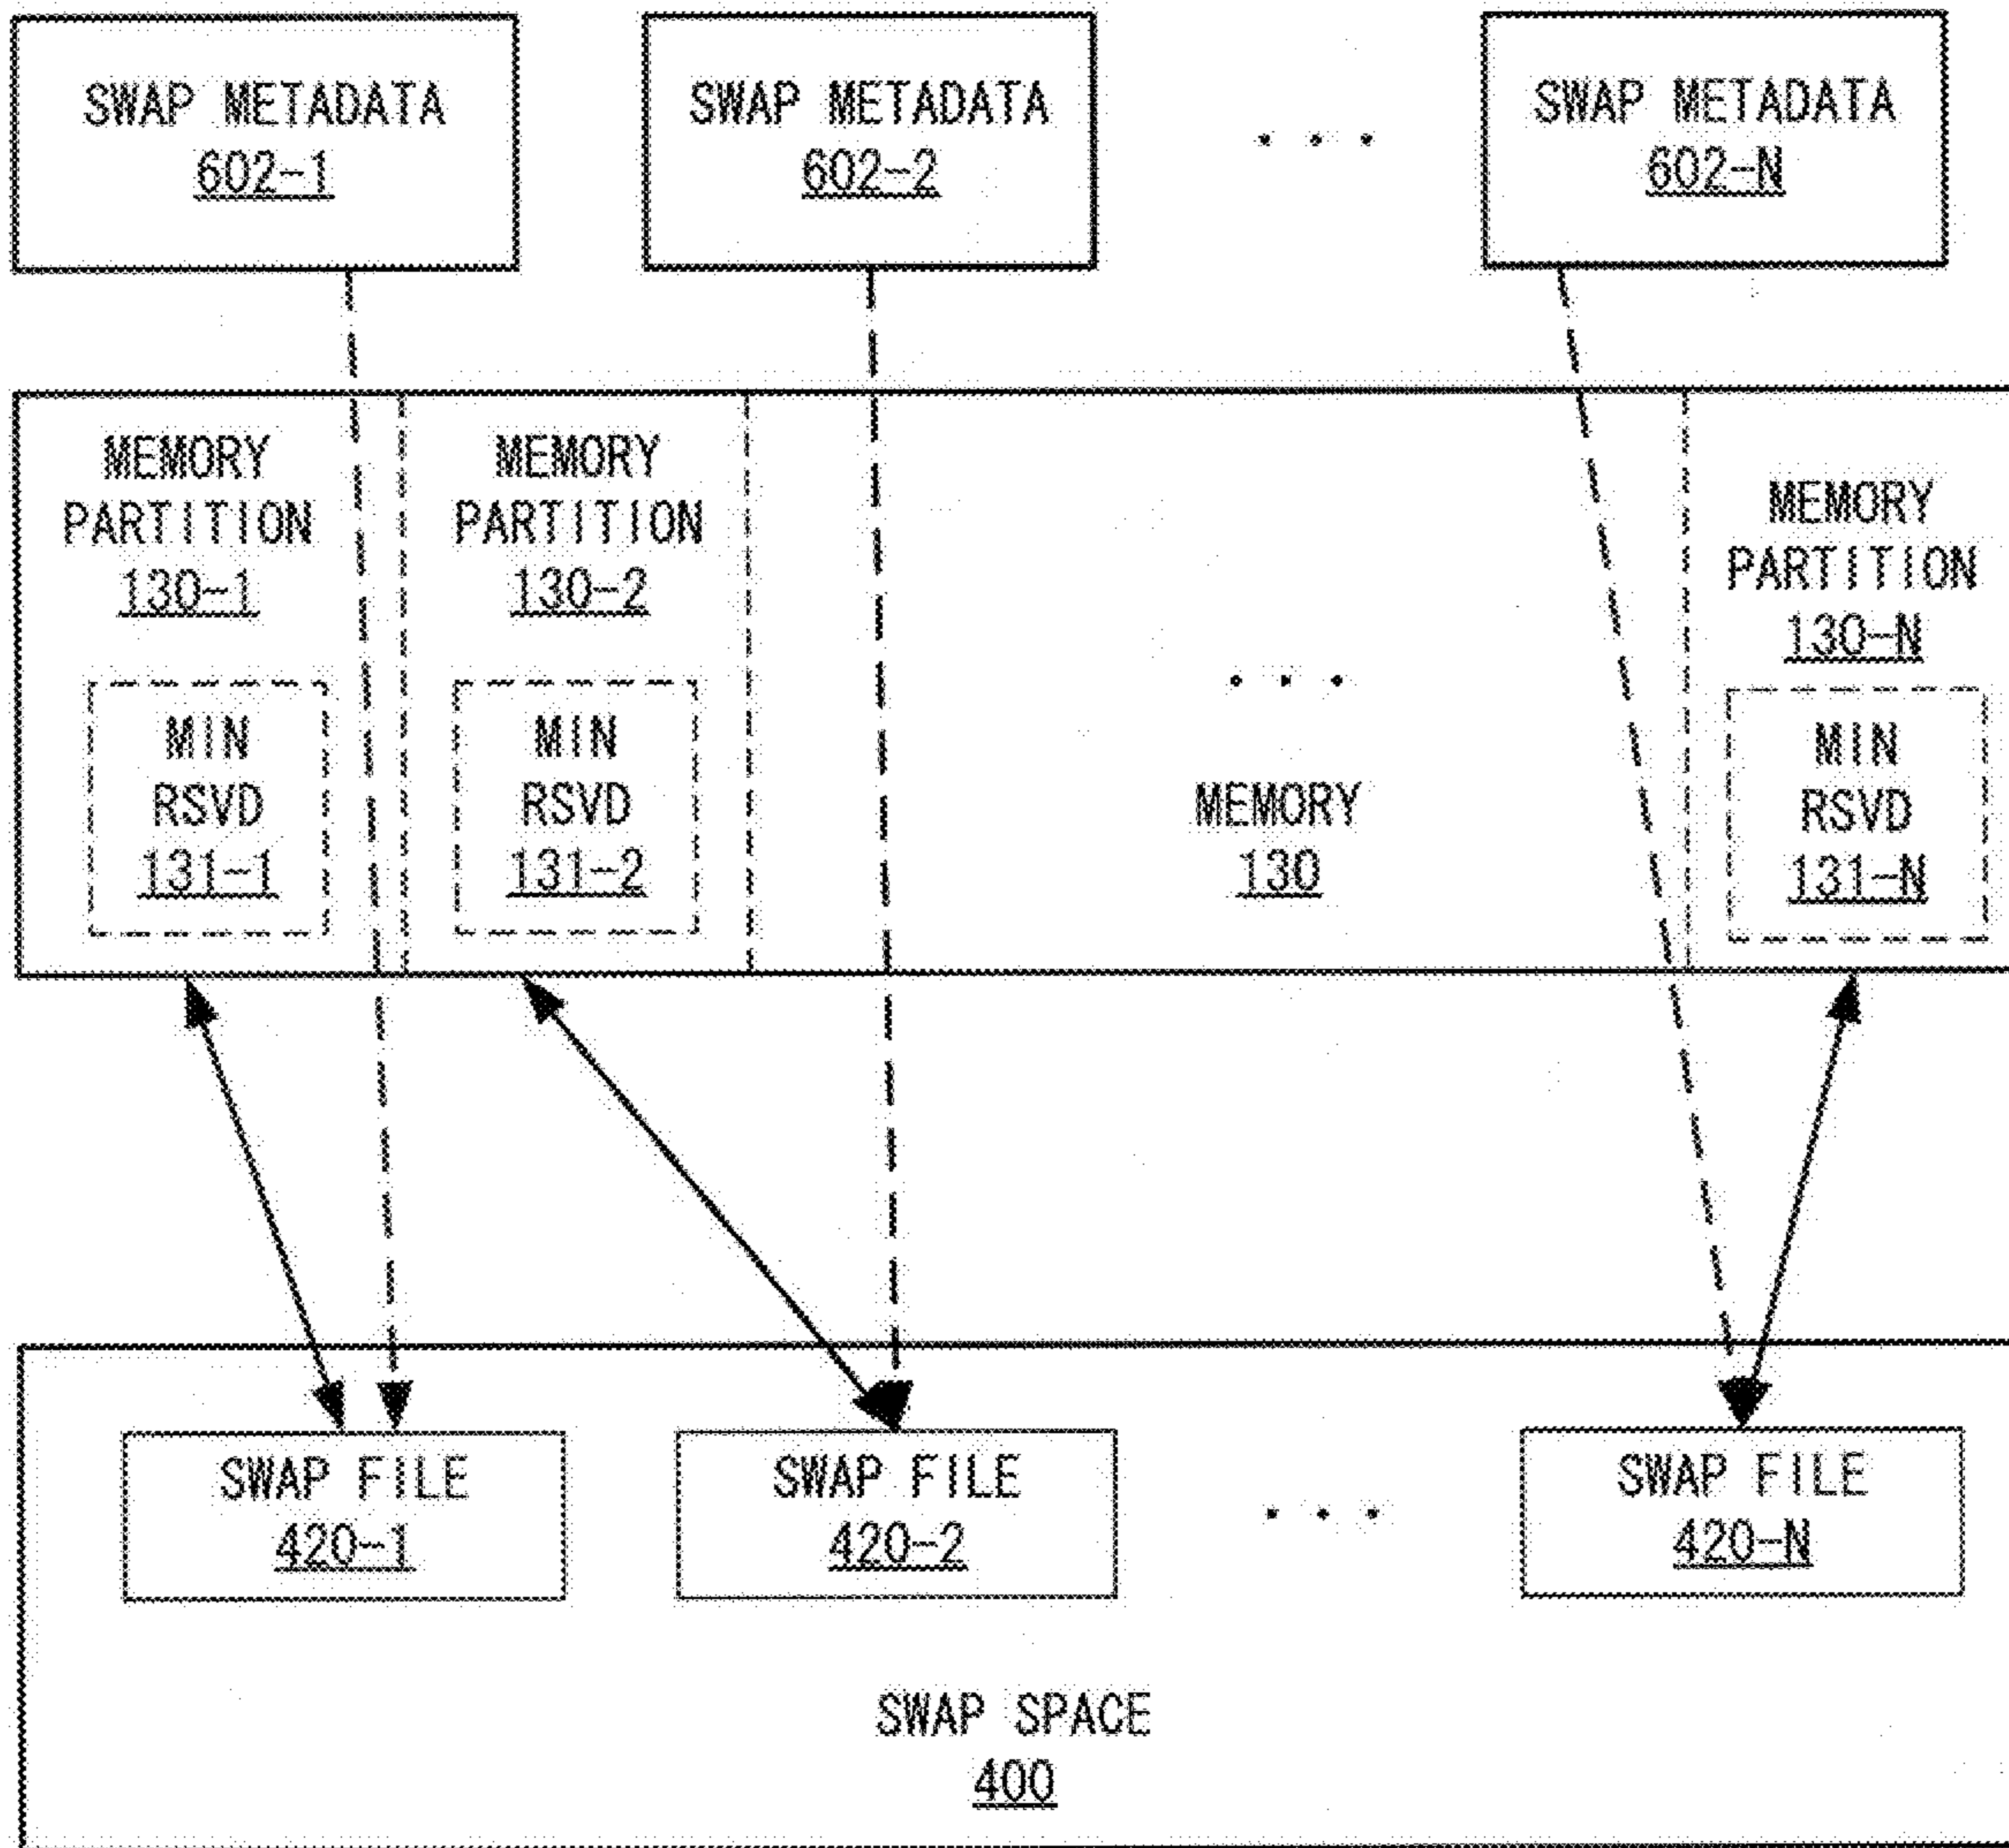 SWAP METADATA
602-1
SWAP METADATA
602-2
. . .
SWAP METADATA
602-N
MEMORY
PARTITION
130-1
MIN
RSVD
131-1
MEMORY
PARTITION
130-2
MIN
RSVD
131-2
. . .
MEMORY
130
MEMORY
PARTITION
130-N
MIN
RSVD
131-N
SWAP FILE
420-1
SWAP FILE
420-2
. . .
SWAP FILE
420-N
SWAP SPACE
400